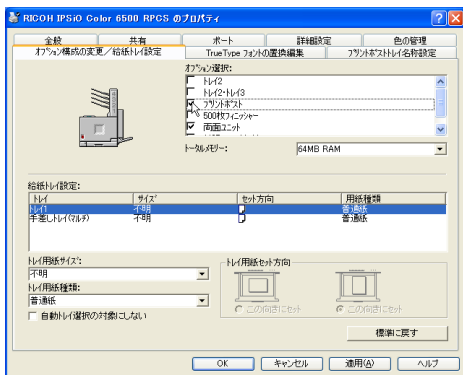 RICOH IPSiO Color 6500 RPCS のプロパティ
全般 共有 ポート 詳細設定 色の管理
オプション構成の変更／給紙トレイ設定 TrueType フォントの置換編集 プリントポストトレイ名称設定
オプション選択:
トレイ2
トレイ2・トレイ3
プリントポスト
500枚フィニッシャー
両面ユニット
トータルメモリー: 64MB RAM
給紙トレイ設定:
トレイ サイズ セット方向 用紙種類
トレイ1 不明 普通紙
手差しトレイ(マルチ) 不明 普通紙
トレイ用紙サイズ:
不明
トレイ用紙種類:
普通紙
自動トレイ選択の対象にしない
トレイ用紙セット方向
この向きにセット この向きにセット
標準に戻す
OK キャンセル 適用(A) ヘルプ